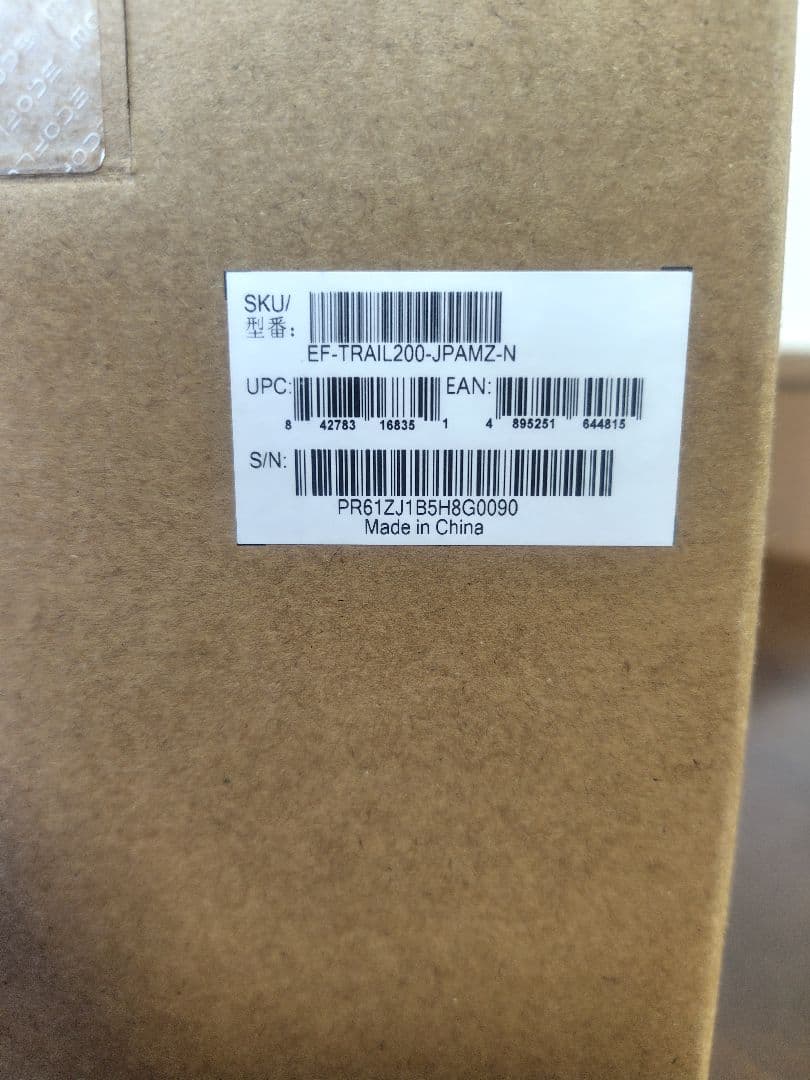 SKU/
型番:
EF-TRAIL200-JPAMZ-N
UPC: EAN:
8 42783 16835 1 4 895251 644815
S/N:
PR61ZJ1B5H8G0090
Made in China